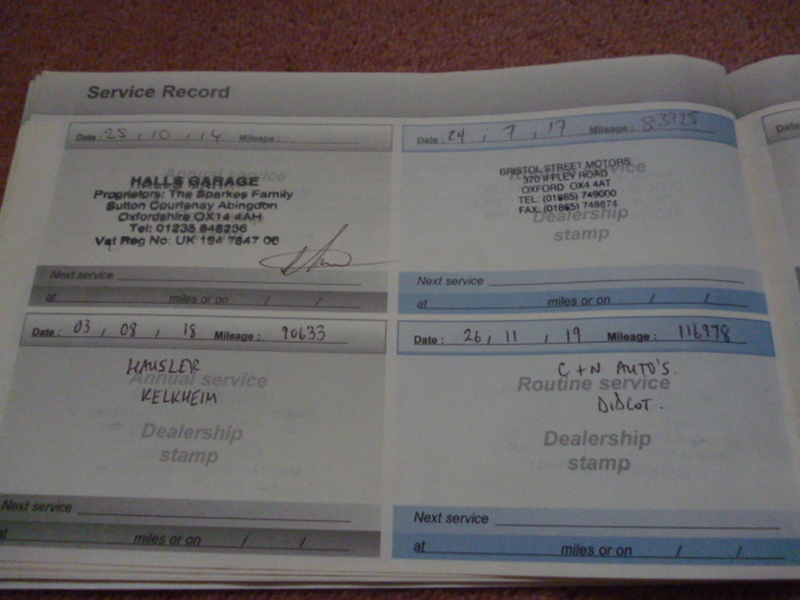 Service Record
Date: 25, 10, 14 Mileage:
Annual service
HALLS GARAGE
Proprietors: The Sparkes Family
Sutton Courtenay Abingdon
Oxfordshire OX14 4AH
Tel: 01235 848236
Vat Reg No: UK 194 7847 06
Next service
at miles or on / /
Date: 24, 7, 17 Mileage: 83725
BRISTOL STREET MOTORS
370 IFFLEY ROAD
OXFORD OX4 4AT
TEL: (01865) 749000
FAX: (01865) 748874
Dealership
stamp
Next service
at miles or on / /
Date: 03, 08, 18 Mileage: 90633
HAUSLER
Annual service
KELKHEIM
Dealership
stamp
Next service
at miles or on / /
Date: 26, 11, 19 Mileage: 116978
C + N AUTO'S.
Routine service
DIDCOT.
Dealership
stamp
Next service
at miles or on / /
Date